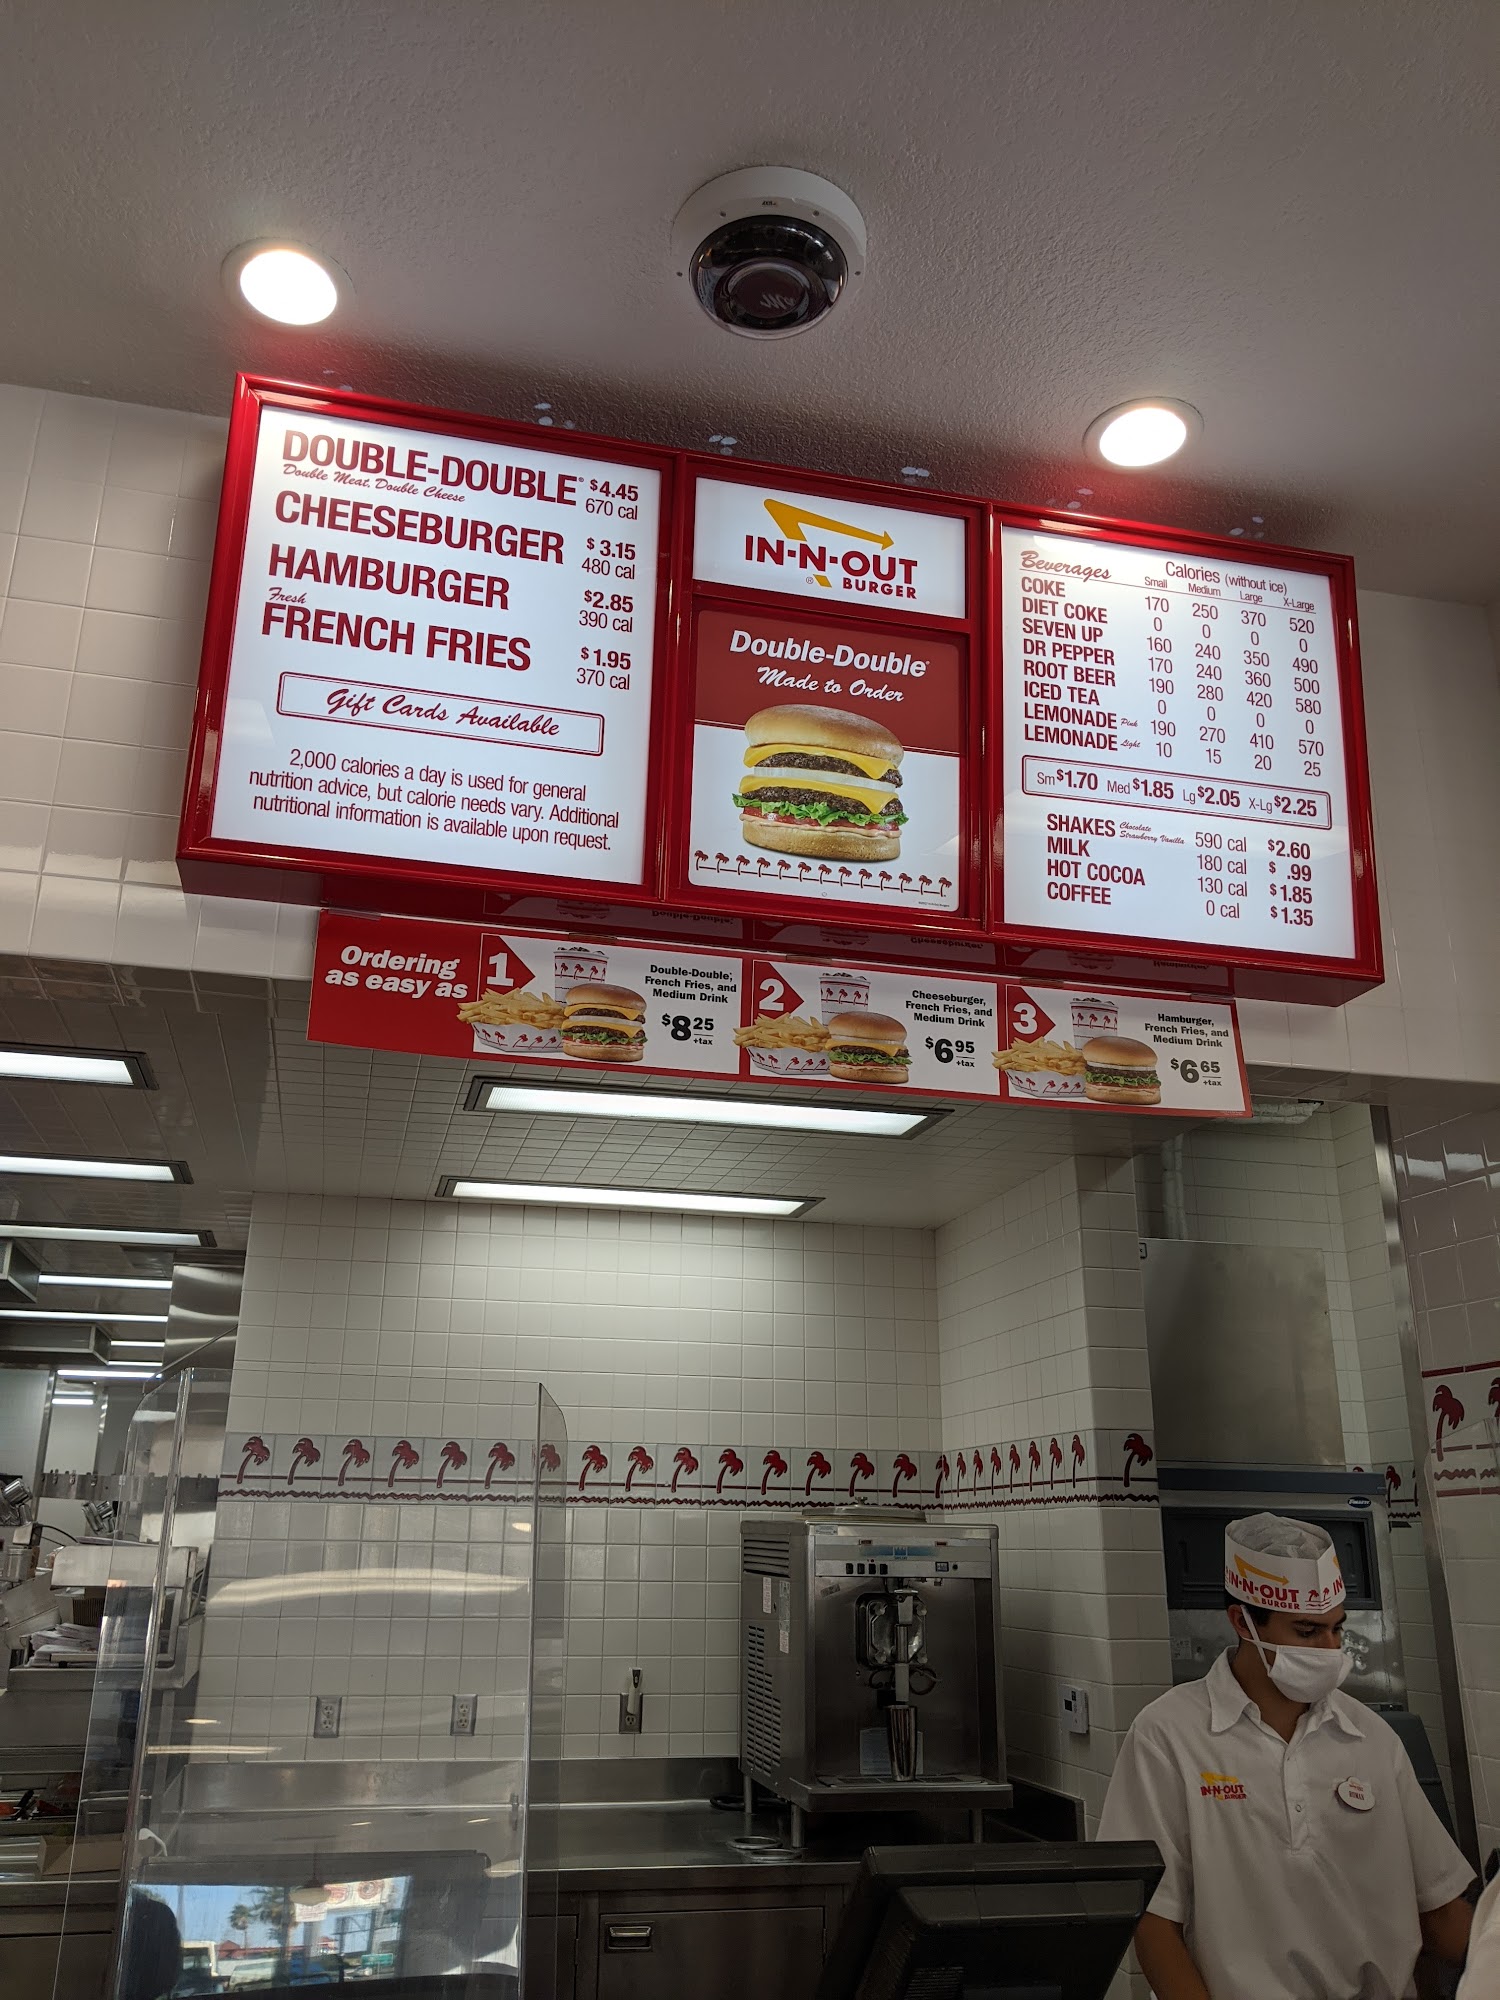 AXIS
DOUBLE-DOUBLE® $4.45
Double Meat, Double Cheese 670 cal
CHEESEBURGER $3.15
480 cal
HAMBURGER $2.85
390 cal
Fresh
FRENCH FRIES $1.95
370 cal
Gift Cards Available
2,000 calories a day is used for general
nutrition advice, but calorie needs vary. Additional
nutritional information is available upon request.
IN-N-OUT
® BURGER
Double-Double®
Made to Order
Beverages Calories (without ice)
Small Medium Large X-Large
COKE 170 250 370 520
DIET COKE 0 0 0 0
SEVEN UP 160 240 350 490
DR PEPPER 170 240 360 500
ROOT BEER 190 280 420 580
ICED TEA 0 0 0 0
LEMONADE Pink 190 270 410 570
LEMONADE Light 10 15 20 25
Sm $1.70 Med $1.85 Lg $2.05 X-Lg $2.25
SHAKES Chocolate Strawberry Vanilla 590 cal $2.60
MILK 180 cal $ .99
HOT COCOA 130 cal $1.85
COFFEE 0 cal $1.35
Ordering
as easy as
1
Double-Double®,
French Fries, and
Medium Drink
$8 25
+tax
2
Cheeseburger,
French Fries, and
Medium Drink
$6 95
+tax
3
Hamburger,
French Fries, and
Medium Drink
$6 65
+tax
IN-N-OUT IN
BURGER
IN-N-OUT
BURGER